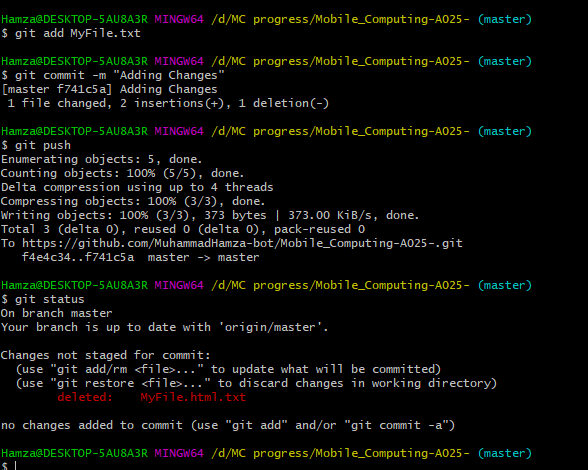 Hamza@DESKTOP-5AU8A3R MINGW64 /d/MC progress/Mobile_Computing-A025- (master)
$ git add MyFile.txt
Hamza@DESKTOP-5AU8A3R MINGW64 /d/MC progress/Mobile_Computing-A025- (master)
$ git commit -m "Adding Changes"
[master f741c5a] Adding Changes
1 file changed, 2 insertions(+), 1 deletion(-)
Hamza@DESKTOP-5AU8A3R MINGW64 /d/MC progress/Mobile_Computing-A025- (master)
$ git push
Enumerating objects: 5, done.
Counting objects: 100% (5/5), done.
Delta compression using up to 4 threads
Compressing objects: 100% (3/3), done.
Writing objects: 100% (3/3), 373 bytes | 373.00 KiB/s, done.
Total 3 (delta 0), reused 0 (delta 0), pack-reused 0
To https://github.com/MuhammadHamza-bot/Mobile_Computing-A025-.git
f4e4c34..f741c5a  master -> master
Hamza@DESKTOP-5AU8A3R MINGW64 /d/MC progress/Mobile_Computing-A025- (master)
$ git status
On branch master
Your branch is up to date with 'origin/master'.
Changes not staged for commit:
(use "git add/rm <file>..." to update what will be committed)
(use "git restore <file>..." to discard changes in working directory)
deleted:    MyFile.html.txt
no changes added to commit (use "git add" and/or "git commit -a")
Hamza@DESKTOP-5AU8A3R MINGW64 /d/MC progress/Mobile_Computing-A025- (master)
$